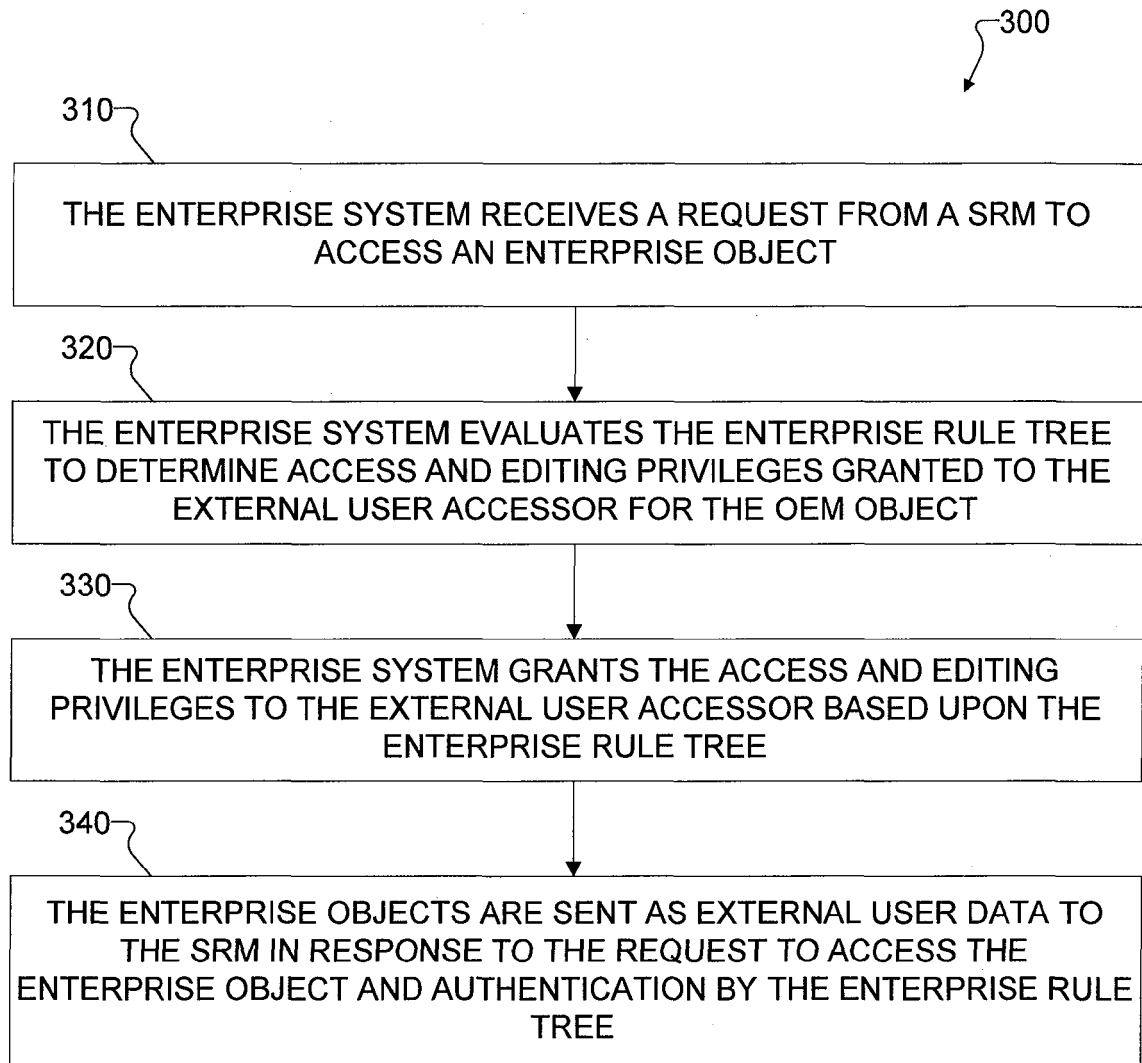 300
310
THE ENTERPRISE SYSTEM RECEIVES A REQUEST FROM A SRM TO
ACCESS AN ENTERPRISE OBJECT
320
THE ENTERPRISE SYSTEM EVALUATES THE ENTERPRISE RULE TREE
TO DETERMINE ACCESS AND EDITING PRIVILEGES GRANTED TO THE
EXTERNAL USER ACCESSOR FOR THE OEM OBJECT
330
THE ENTERPRISE SYSTEM GRANTS THE ACCESS AND EDITING
PRIVILEGES TO THE EXTERNAL USER ACCESSOR BASED UPON THE
ENTERPRISE RULE TREE
340
THE ENTERPRISE OBJECTS ARE SENT AS EXTERNAL USER DATA TO
THE SRM IN RESPONSE TO THE REQUEST TO ACCESS THE
ENTERPRISE OBJECT AND AUTHENTICATION BY THE ENTERPRISE RULE
TREE